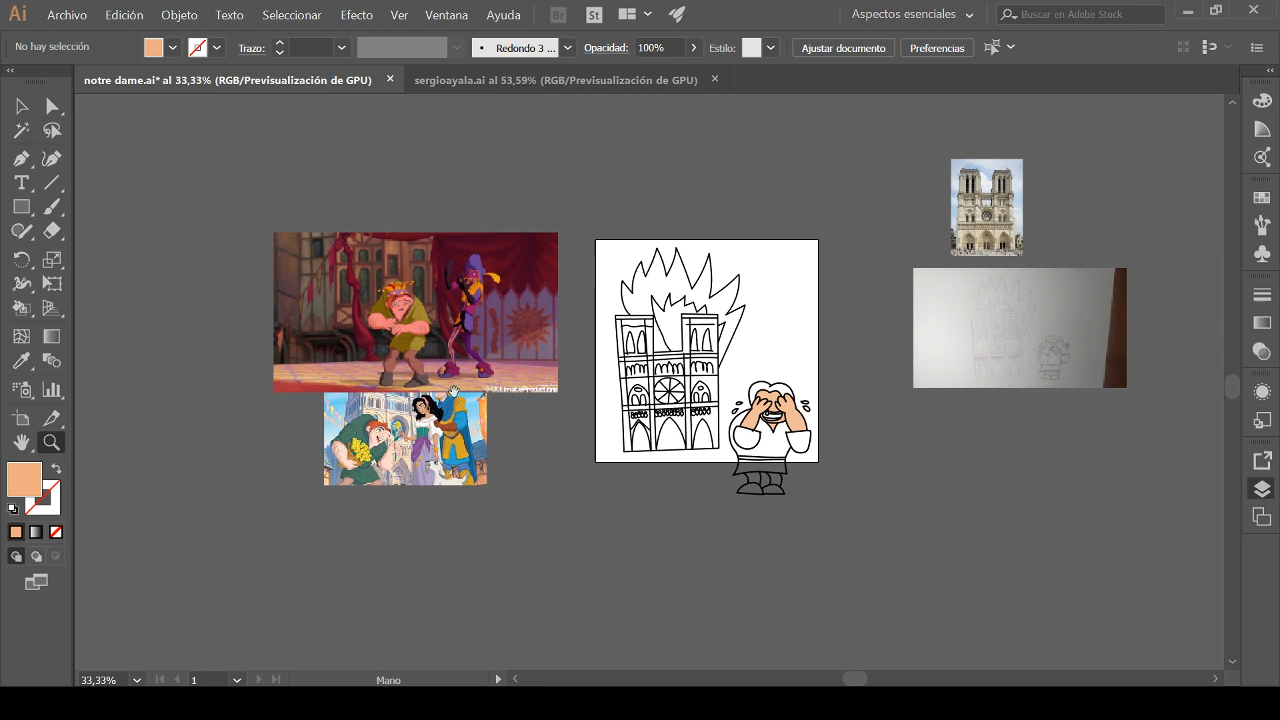 Ai Archivo Edición Objeto Texto Seleccionar Efecto Ver Ventana Ayuda Br St Aspectos esenciales Buscar en Adobe Stock
No hay selección Trazo: Redondo 3 ... Opacidad: 100% Estilo: Ajustar documento Preferencias
notre dame.ai* al 33,33% (RGB/Previsualización de GPU) sergioayala.ai al 53,59% (RGB/Previsualización de GPU)
©UltimateProductions
33,33% 1 Mano